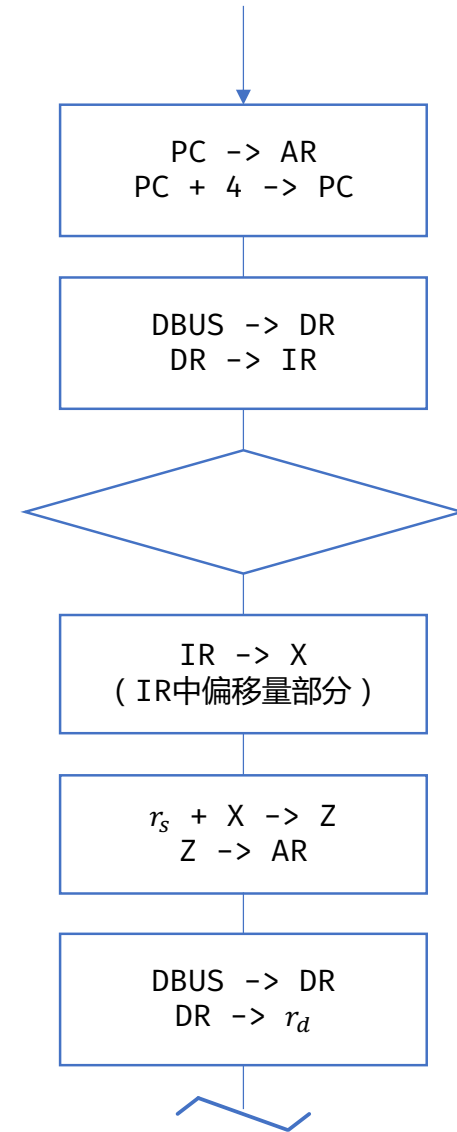 PC -> AR
PC + 4 -> PC
DBUS -> DR
DR -> IR
IR -> X
(IR中偏移量部分)
rₛ + X -> Z
Z -> AR
DBUS -> DR
DR -> r_d